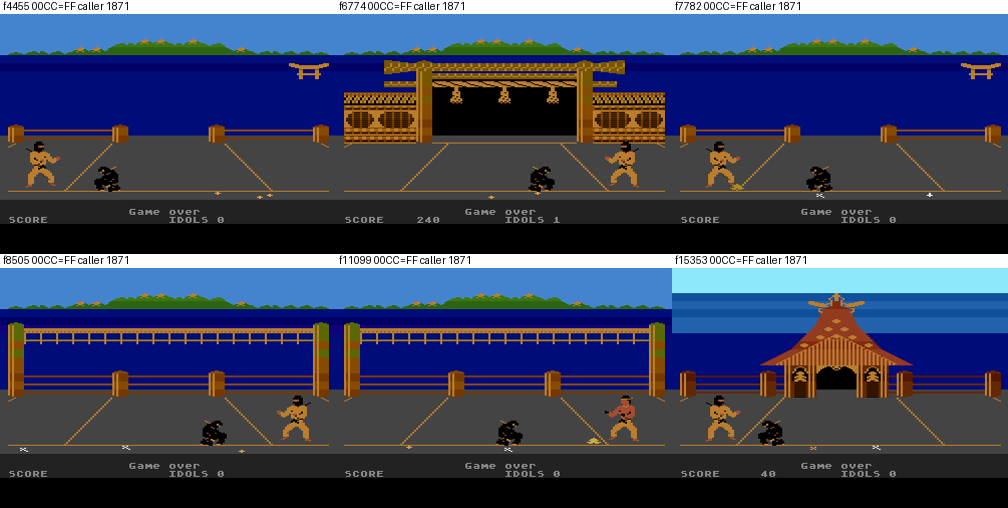 f4455 00CC=FF caller 1871
f6774 00CC=FF caller 1871
f7782 00CC=FF caller 1871
Game over
SCORE IDOLS 0
Game over
SCORE 240 IDOLS 1
Game over
SCORE IDOLS 0
f8505 00CC=FF caller 1871
f11099 00CC=FF caller 1871
f15353 00CC=FF caller 1871
Game over
SCORE IDOLS 0
Game over
SCORE IDOLS 0
Game over
SCORE 40 IDOLS 0